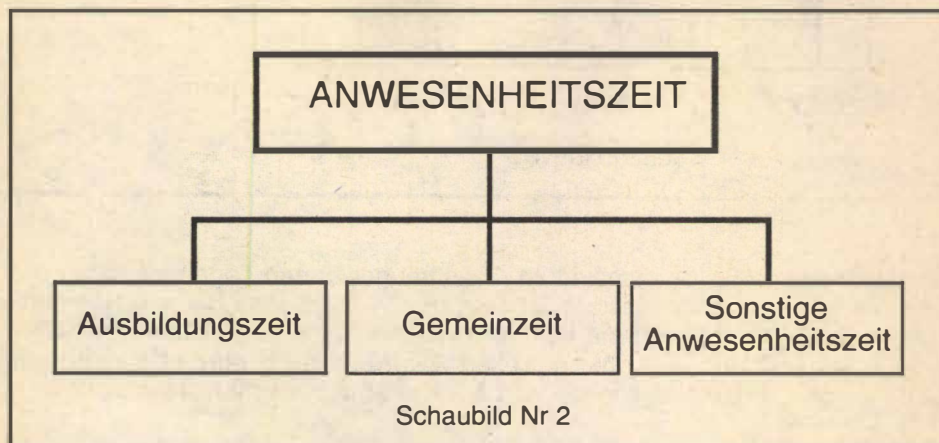 ANWESENHEITSZEIT
Ausbildungszeit
Gemeinzeit
Sonstige
Anwesenheitszeit
Schaubild Nr 2